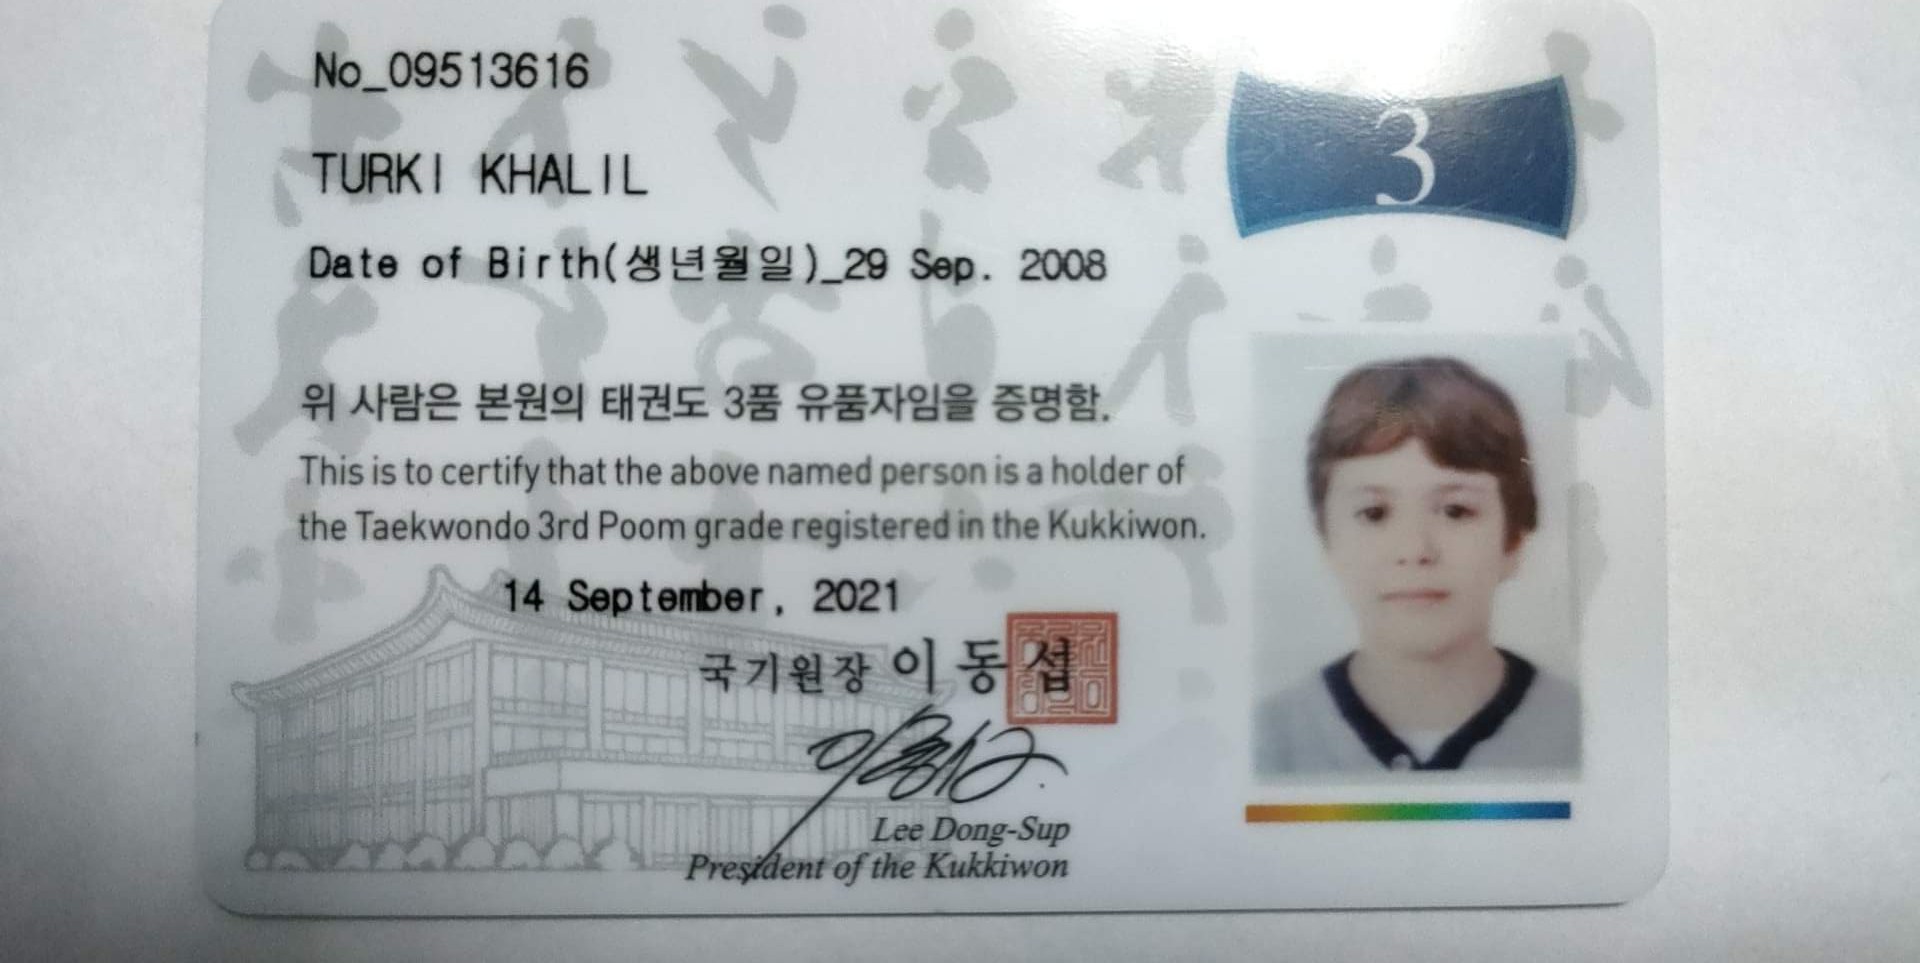 No_09513616
3
TURKI KHALIL
Date of Birth(생년월일)_29 Sep. 2008
위 사람은 본원의 태권도 3품 유품자임을 증명함.
This is to certify that the above named person is a holder of
the Taekwondo 3rd Poom grade registered in the Kukkiwon.
14 September, 2021
국기원장 이동섭
Lee Dong-Sup
President of the Kukkiwon